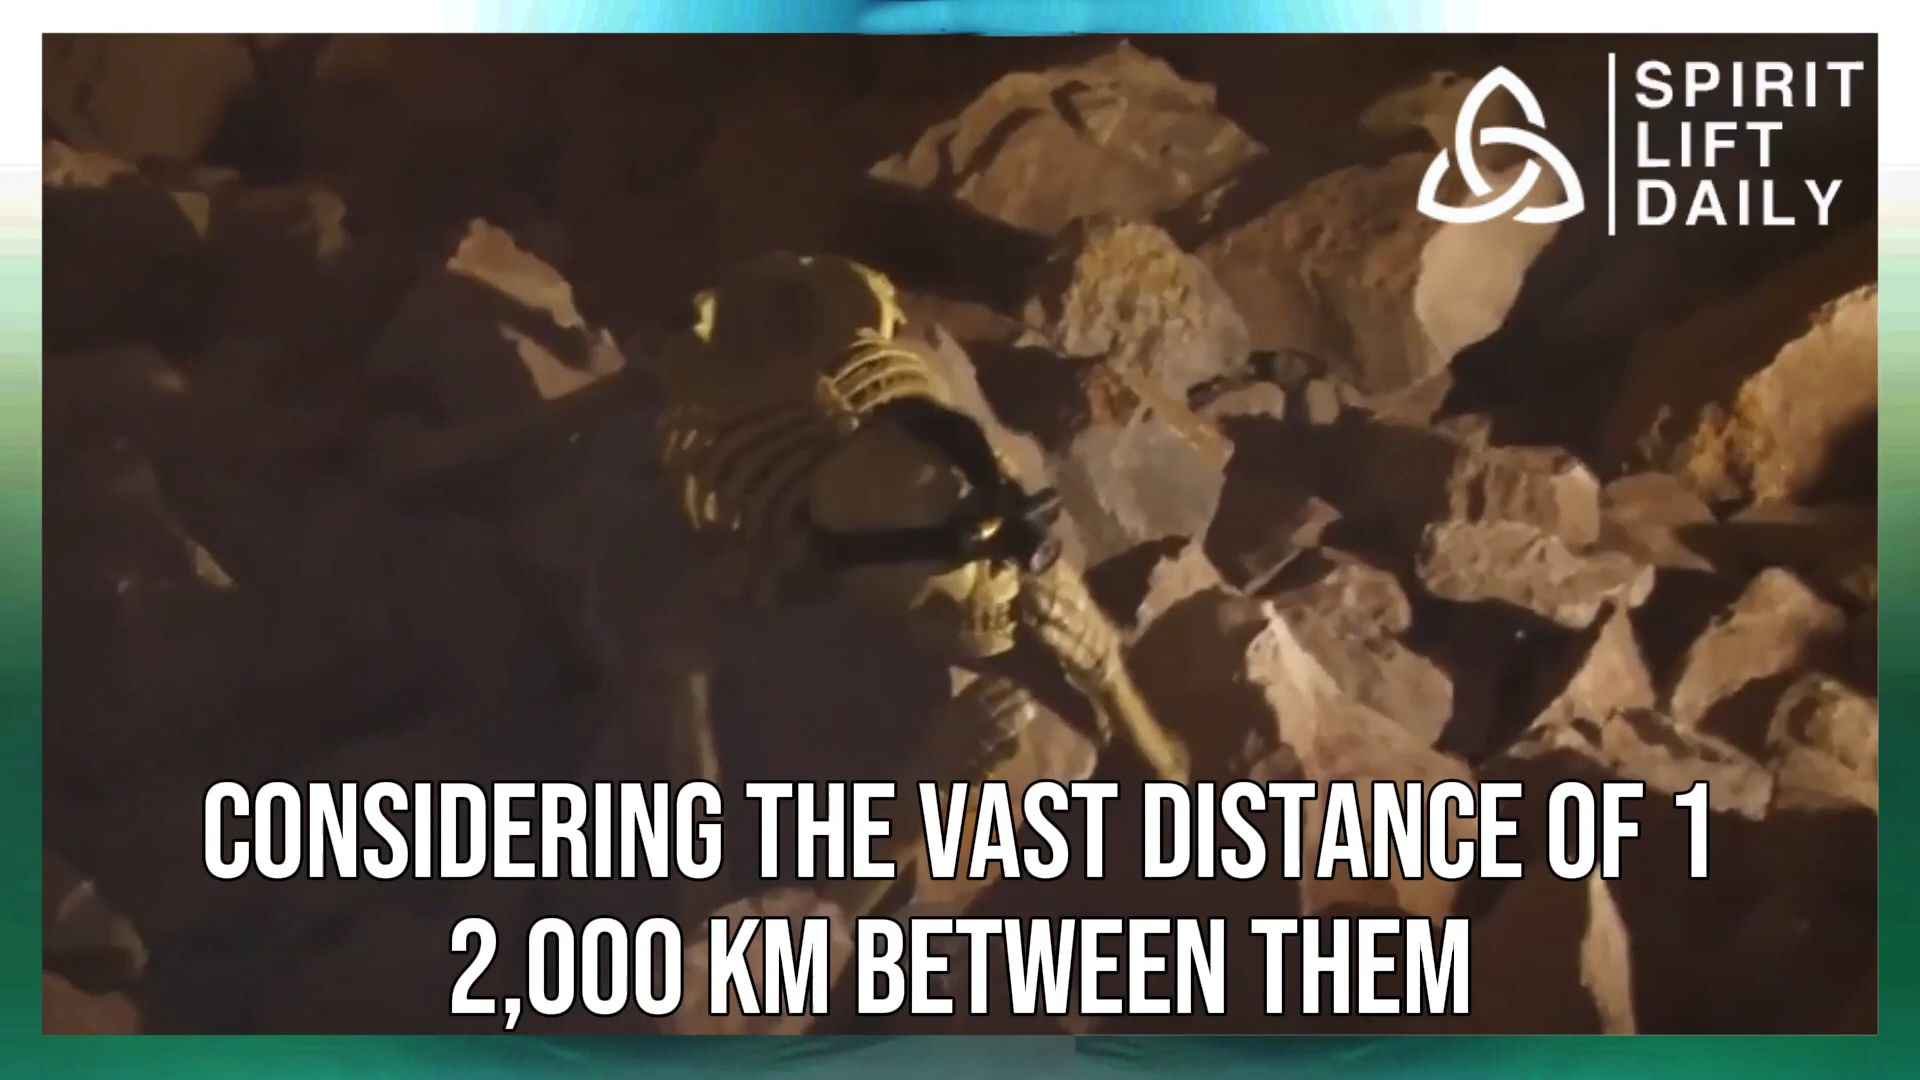 SPIRIT
LIFT
DAILY
CONSIDERING THE VAST DISTANCE OF 1
2,000 KM BETWEEN THEM